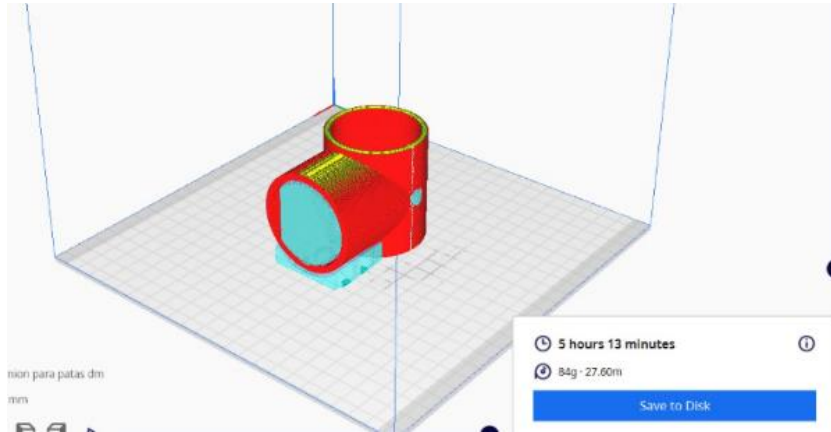 5 hours 13 minutes
84g · 27.60m
Save to Disk
nion para patas dm
mm